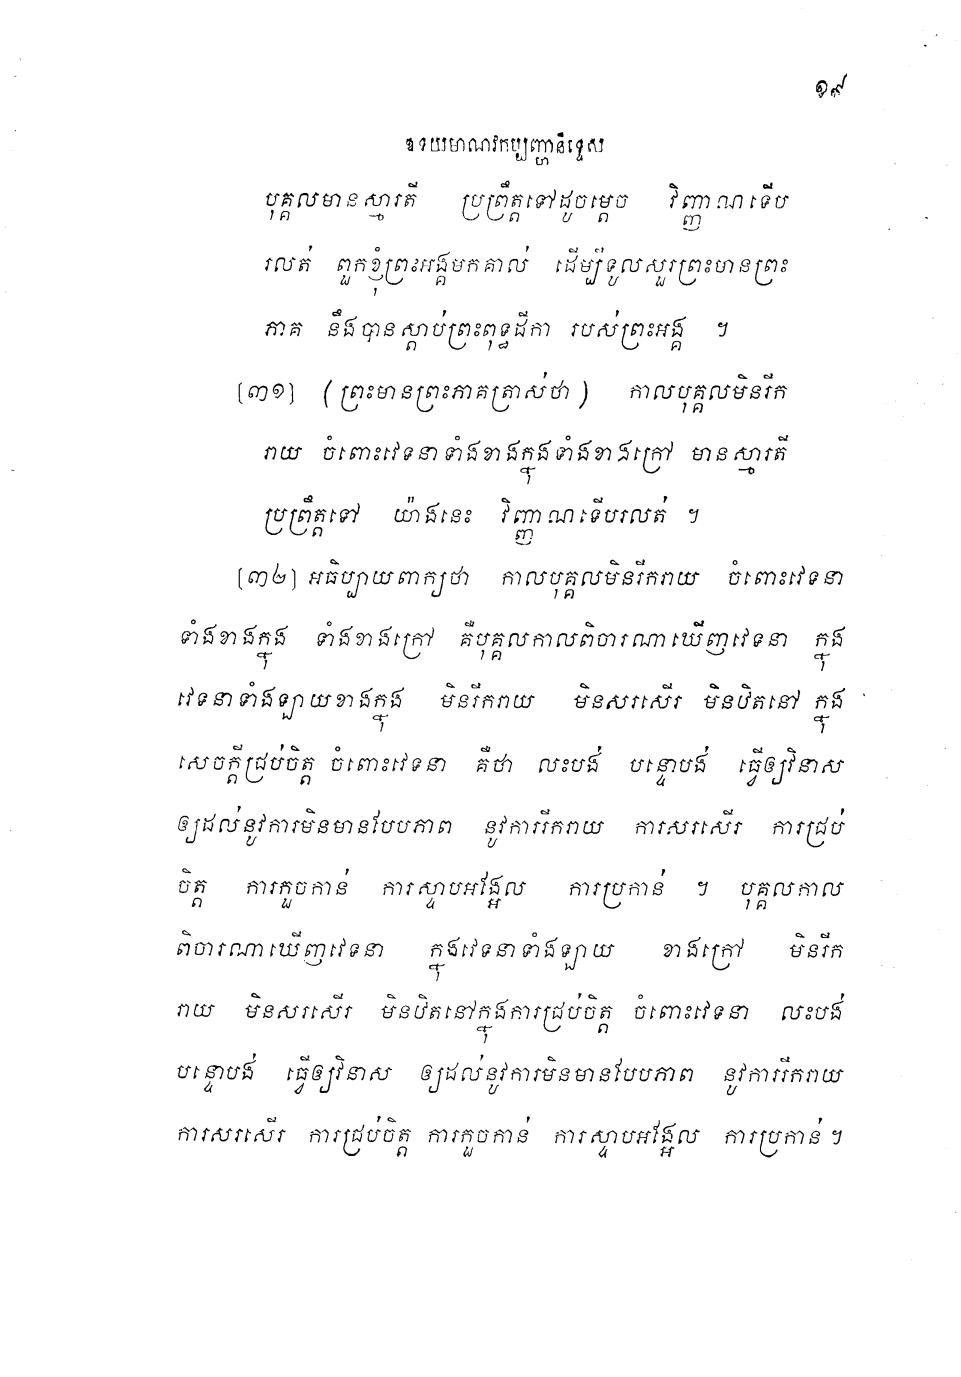 ១៩
ឧទយមាណវកប្បញ្ហានិទ្ទេស
បុគ្គលមានស្មារតី ប្រព្រឹត្តទៅដូចម្តេច វិញ្ញាណទើប
រលត់ ពួកខ្ញុំព្រះអង្គមកគាល់ ដើម្បីទូលសួរព្រះមានព្រះ
ភាគ នឹងបានស្តាប់ព្រះពុទ្ធដីកា របស់ព្រះអង្គ ។
[៣១] (ព្រះមានព្រះភាគត្រាស់ថា) កាលបុគ្គលមិនរីក
រាយ ចំពោះវេទនាទាំងខាងក្នុងទាំងខាងក្រៅ មានស្មារតី
ប្រព្រឹត្តទៅ យ៉ាងនេះ វិញ្ញាណទើបរលត់ ។
[៣២] អធិប្បាយពាក្យថា កាលបុគ្គលមិនរីករាយ ចំពោះវេទនា
ទាំងខាងក្នុង ទាំងខាងក្រៅ គឺបុគ្គលកាលពិចារណាឃើញវេទនា ក្នុង
វេទនាទាំងឡាយខាងក្នុង មិនរីករាយ មិនសរសើរ មិនឋិតនៅ ក្នុង
សេចក្តីជ្រប់ចិត្ត ចំពោះវេទនា គឺថា លះបង់ បន្ទោបង់ ធ្វើឲ្យវិនាស
ឲ្យដល់នូវការមិនមានបែបភាព នូវការរីករាយ ការសរសើរ ការជ្រប់
ចិត្ត ការកួចកាន់ ការស្ទាបអង្អែល ការប្រកាន់ ។ បុគ្គលកាល
ពិចារណាឃើញវេទនា ក្នុងវេទនាទាំងឡាយ ខាងក្រៅ មិនរីក
រាយ មិនសរសើរ មិនឋិតនៅក្នុងការជ្រប់ចិត្ត ចំពោះវេទនា លះបង់
បន្ទោបង់ ធ្វើឲ្យវិនាស ឲ្យដល់នូវការមិនមានបែបភាព នូវការរីករាយ
ការសរសើរ ការជ្រប់ចិត្ត ការកួចកាន់ ការស្ទាបអង្អែល ការប្រកាន់ ។